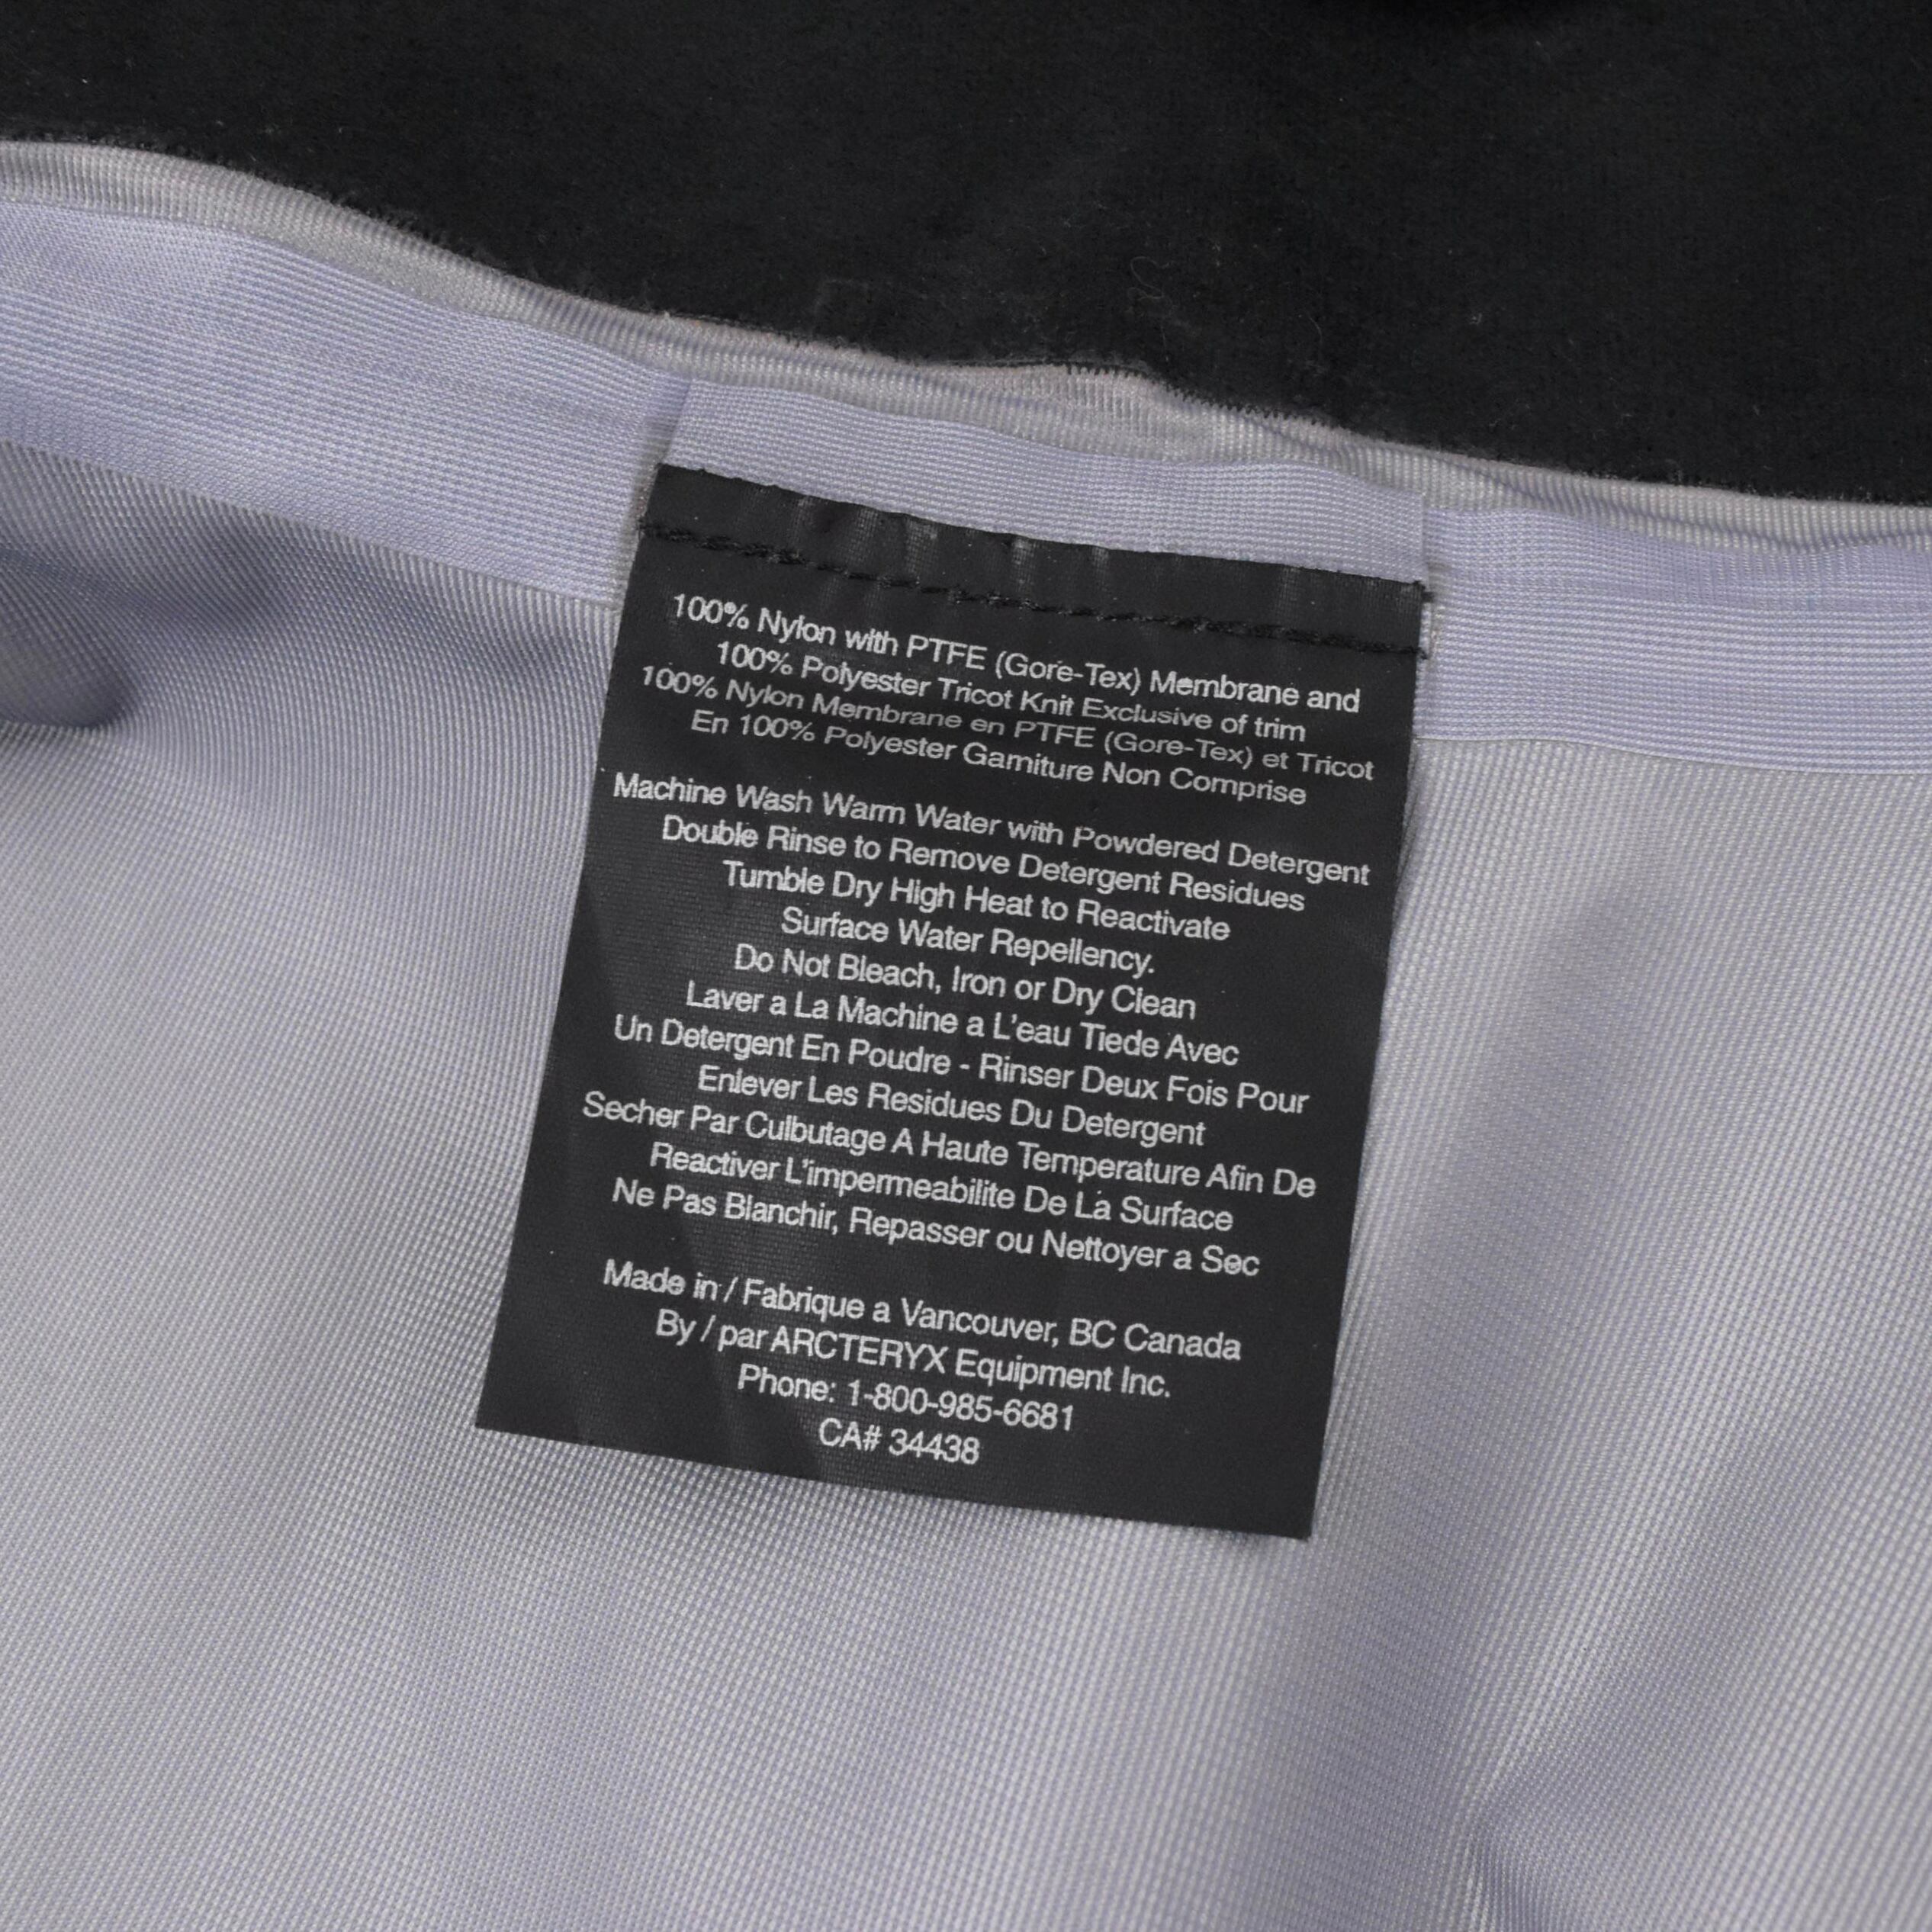 100% Nylon with PTFE (Gore-Tex) Membrane and
100% Polyester Tricot Knit Exclusive of trim
100% Nylon Membrane en PTFE (Gore-Tex) et Tricot
En 100% Polyester Garniture Non Comprise
Machine Wash Warm Water with Powdered Detergent
Double Rinse to Remove Detergent Residues
Tumble Dry High Heat to Reactivate
Surface Water Repellency.
Do Not Bleach, Iron or Dry Clean
Laver a La Machine a L'eau Tiede Avec
Un Detergent En Poudre - Rinser Deux Fois Pour
Enlever Les Residues Du Detergent
Secher Par Culbutage A Haute Temperature Afin De
Reactiver L'impermeabilite De La Surface
Ne Pas Blanchir, Repasser ou Nettoyer a Sec
Made in / Fabrique a Vancouver, BC Canada
By / par ARCTERYX Equipment Inc.
Phone: 1-800-985-6681
CA# 34438